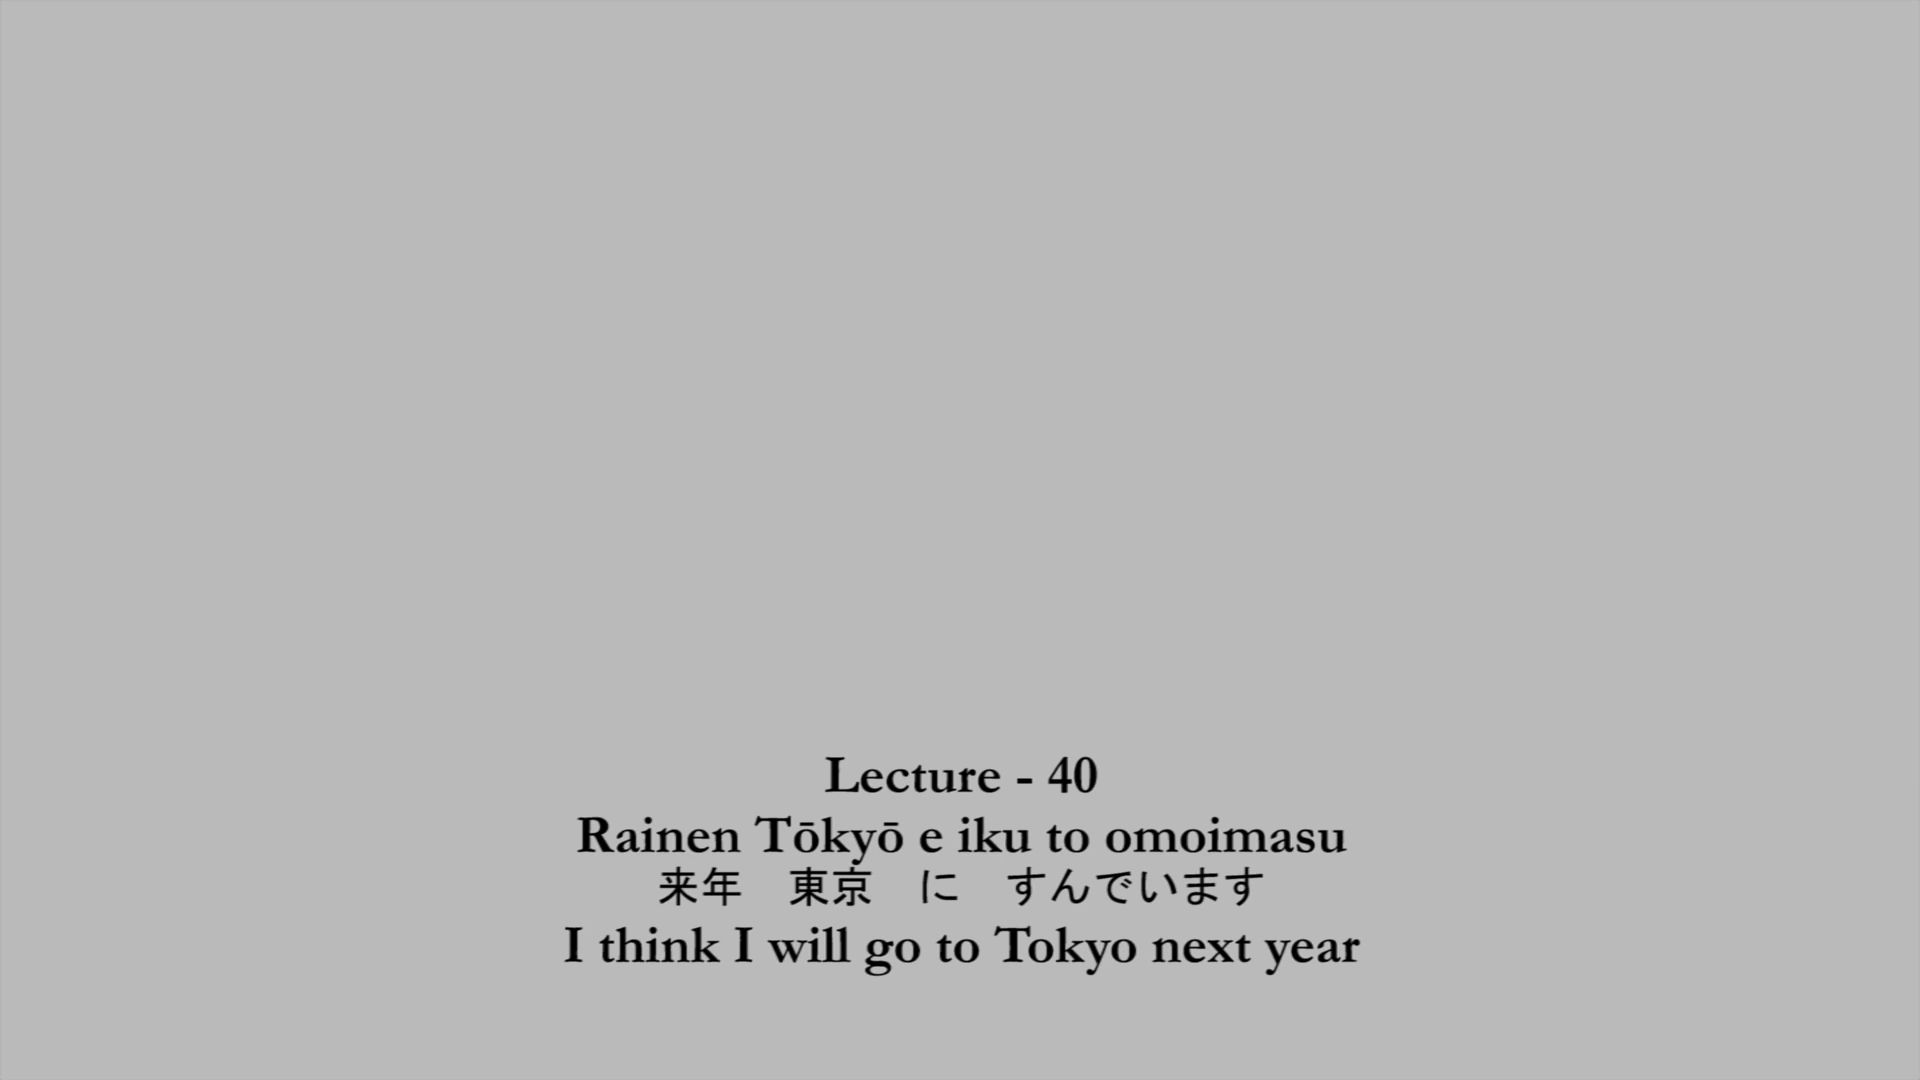 Lecture - 40
Rainen Tōkyō e iku to omoimasu
来年　東京　に　すんでいます
I think I will go to Tokyo next year